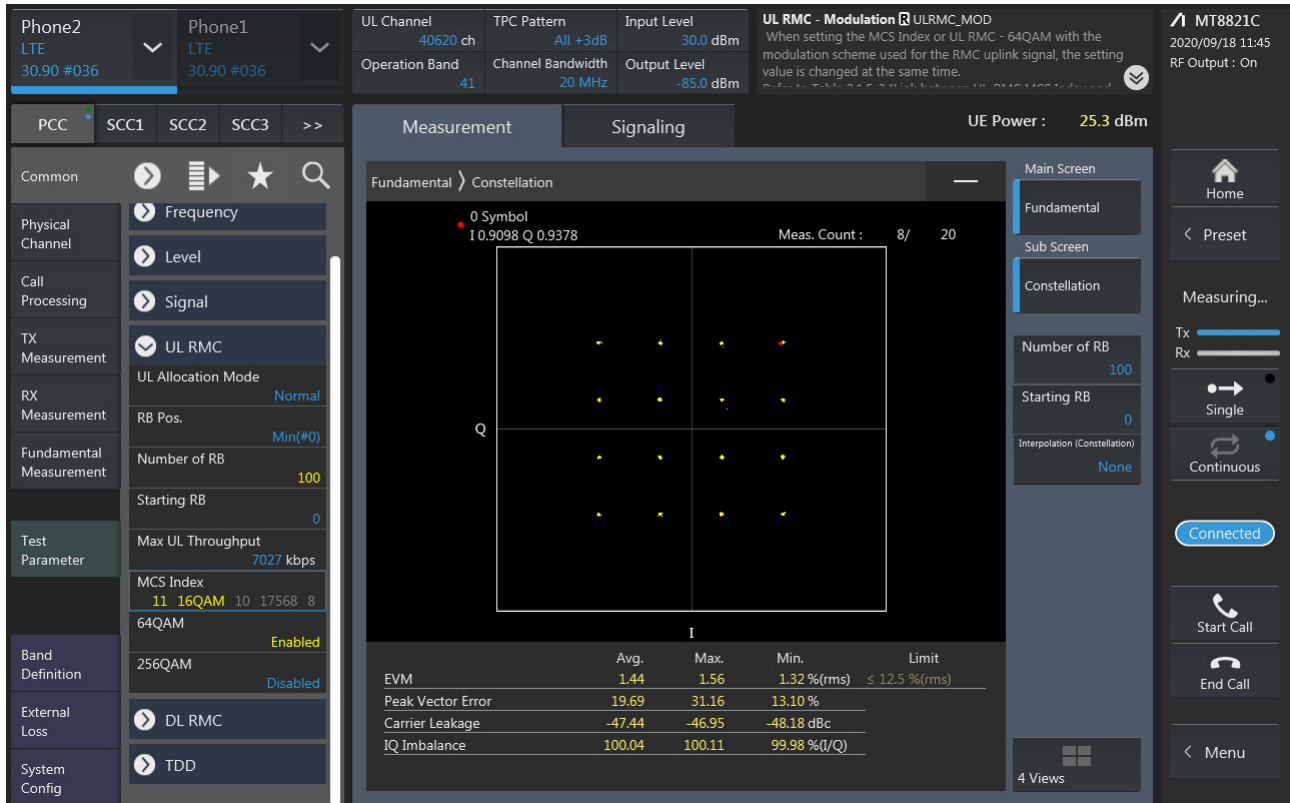 Phone2
LTE
30.90 #036
Phone1
LTE
30.90 #036
UL Channel
40620 ch
TPC Pattern
All +3dB
Input Level
30.0 dBm
Operation Band
41
Channel Bandwidth
20 MHz
Output Level
-85.0 dBm
UL RMC - Modulation R ULRMC_MOD
When setting the MCS Index or UL RMC - 64QAM with the
modulation scheme used for the RMC uplink signal, the setting
value is changed at the same time.
MT8821C
2020/09/18 11:45
RF Output : On
PCC SCC1 SCC2 SCC3 >>
Measurement Signaling
UE Power : 25.3 dBm
Common
Physical
Channel
Call
Processing
TX
Measurement
RX
Measurement
Fundamental
Measurement
Test
Parameter
Band
Definition
External
Loss
System
Config
Frequency
Level
Signal
UL RMC
UL Allocation Mode
Normal
RB Pos.
Min(#0)
Number of RB
100
Starting RB
0
Max UL Throughput
7027 kbps
MCS Index
11 16QAM 10 17568 8
64QAM
Enabled
256QAM
Disabled
DL RMC
TDD
Fundamental > Constellation
0 Symbol
I 0.9098 Q 0.9378
Meas. Count : 8/ 20
Q
I
Avg. Max. Min. Limit
EVM 1.44 1.56 1.32 %(rms) ≤ 12.5 %(rms)
Peak Vector Error 19.69 31.16 13.10 %
Carrier Leakage -47.44 -46.95 -48.18 dBc
IQ Imbalance 100.04 100.11 99.98 %(I/Q)
Main Screen
Fundamental
Sub Screen
Constellation
Number of RB
100
Starting RB
0
Interpolation (Constellation)
None
4 Views
Home
< Preset
Measuring...
Tx
Rx
Single
Continuous
Connected
Start Call
End Call
< Menu